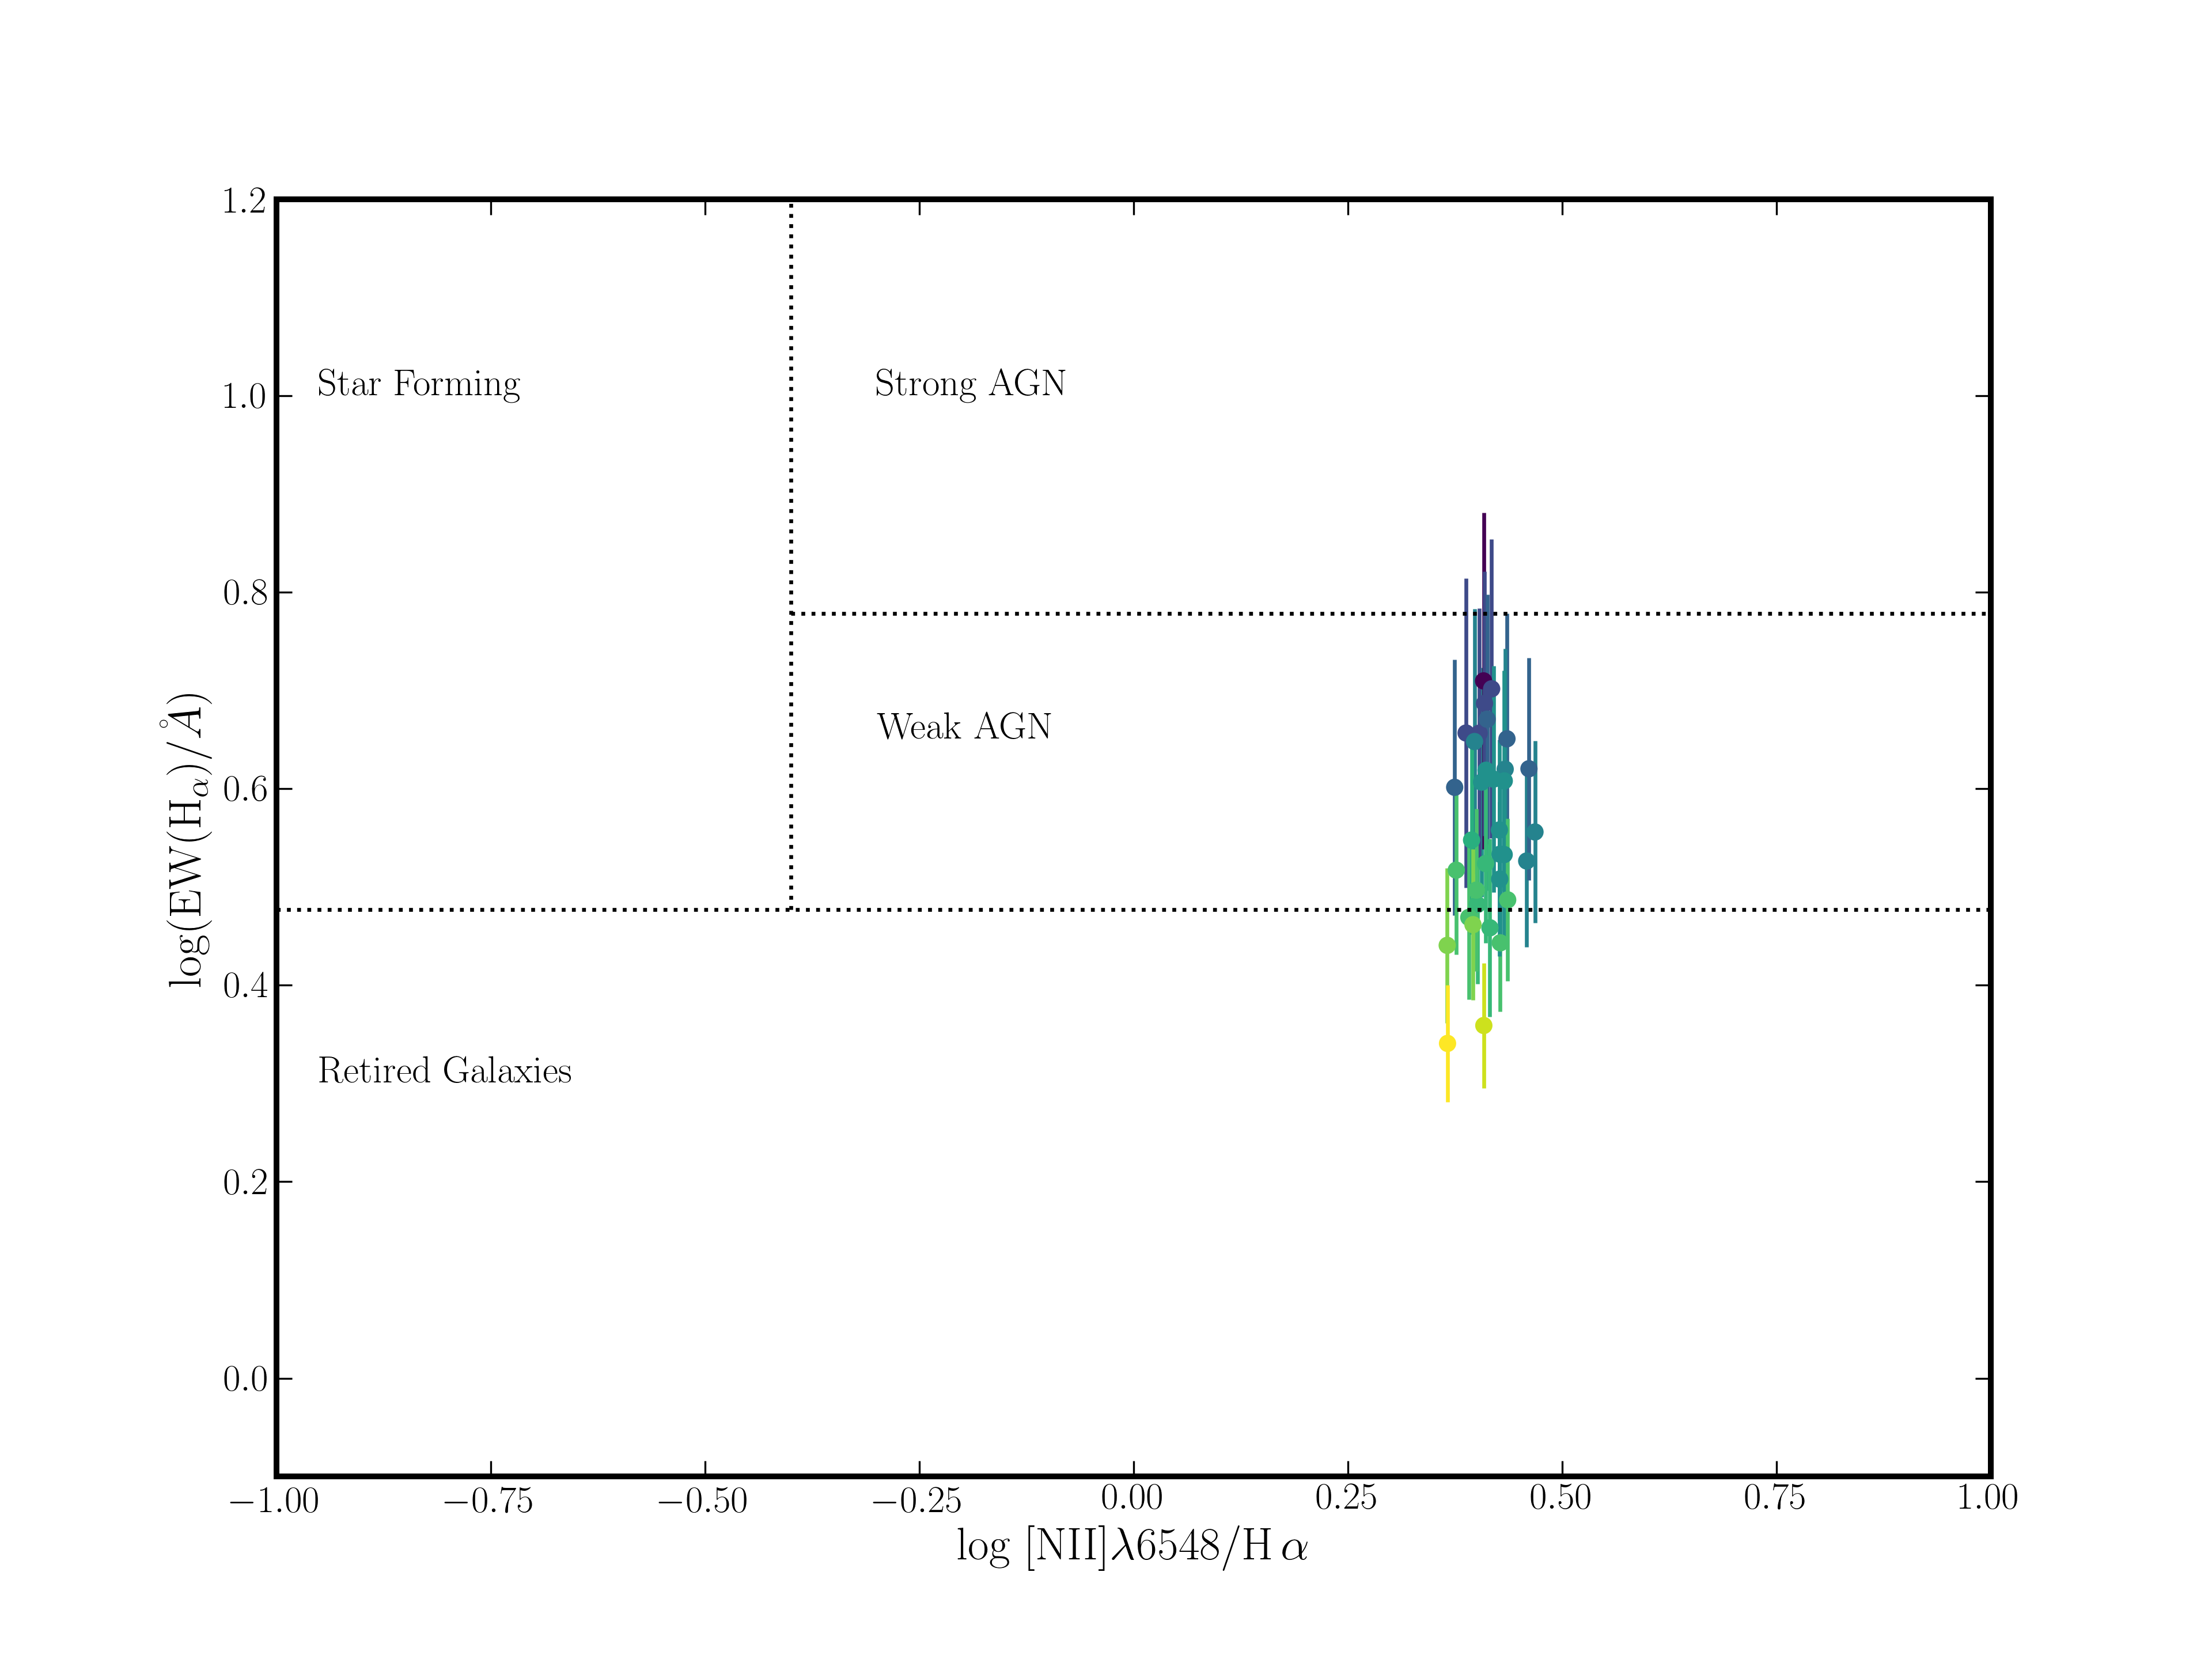 1.2
1.0
0.8
0.6
0.4
0.2
0.0
log(EW(Hα)/Å)
Star Forming
Strong AGN
Weak AGN
Retired Galaxies
−1.00 −0.75 −0.50 −0.25 0.00 0.25 0.50 0.75 1.00
log [NII]λ6548/H α